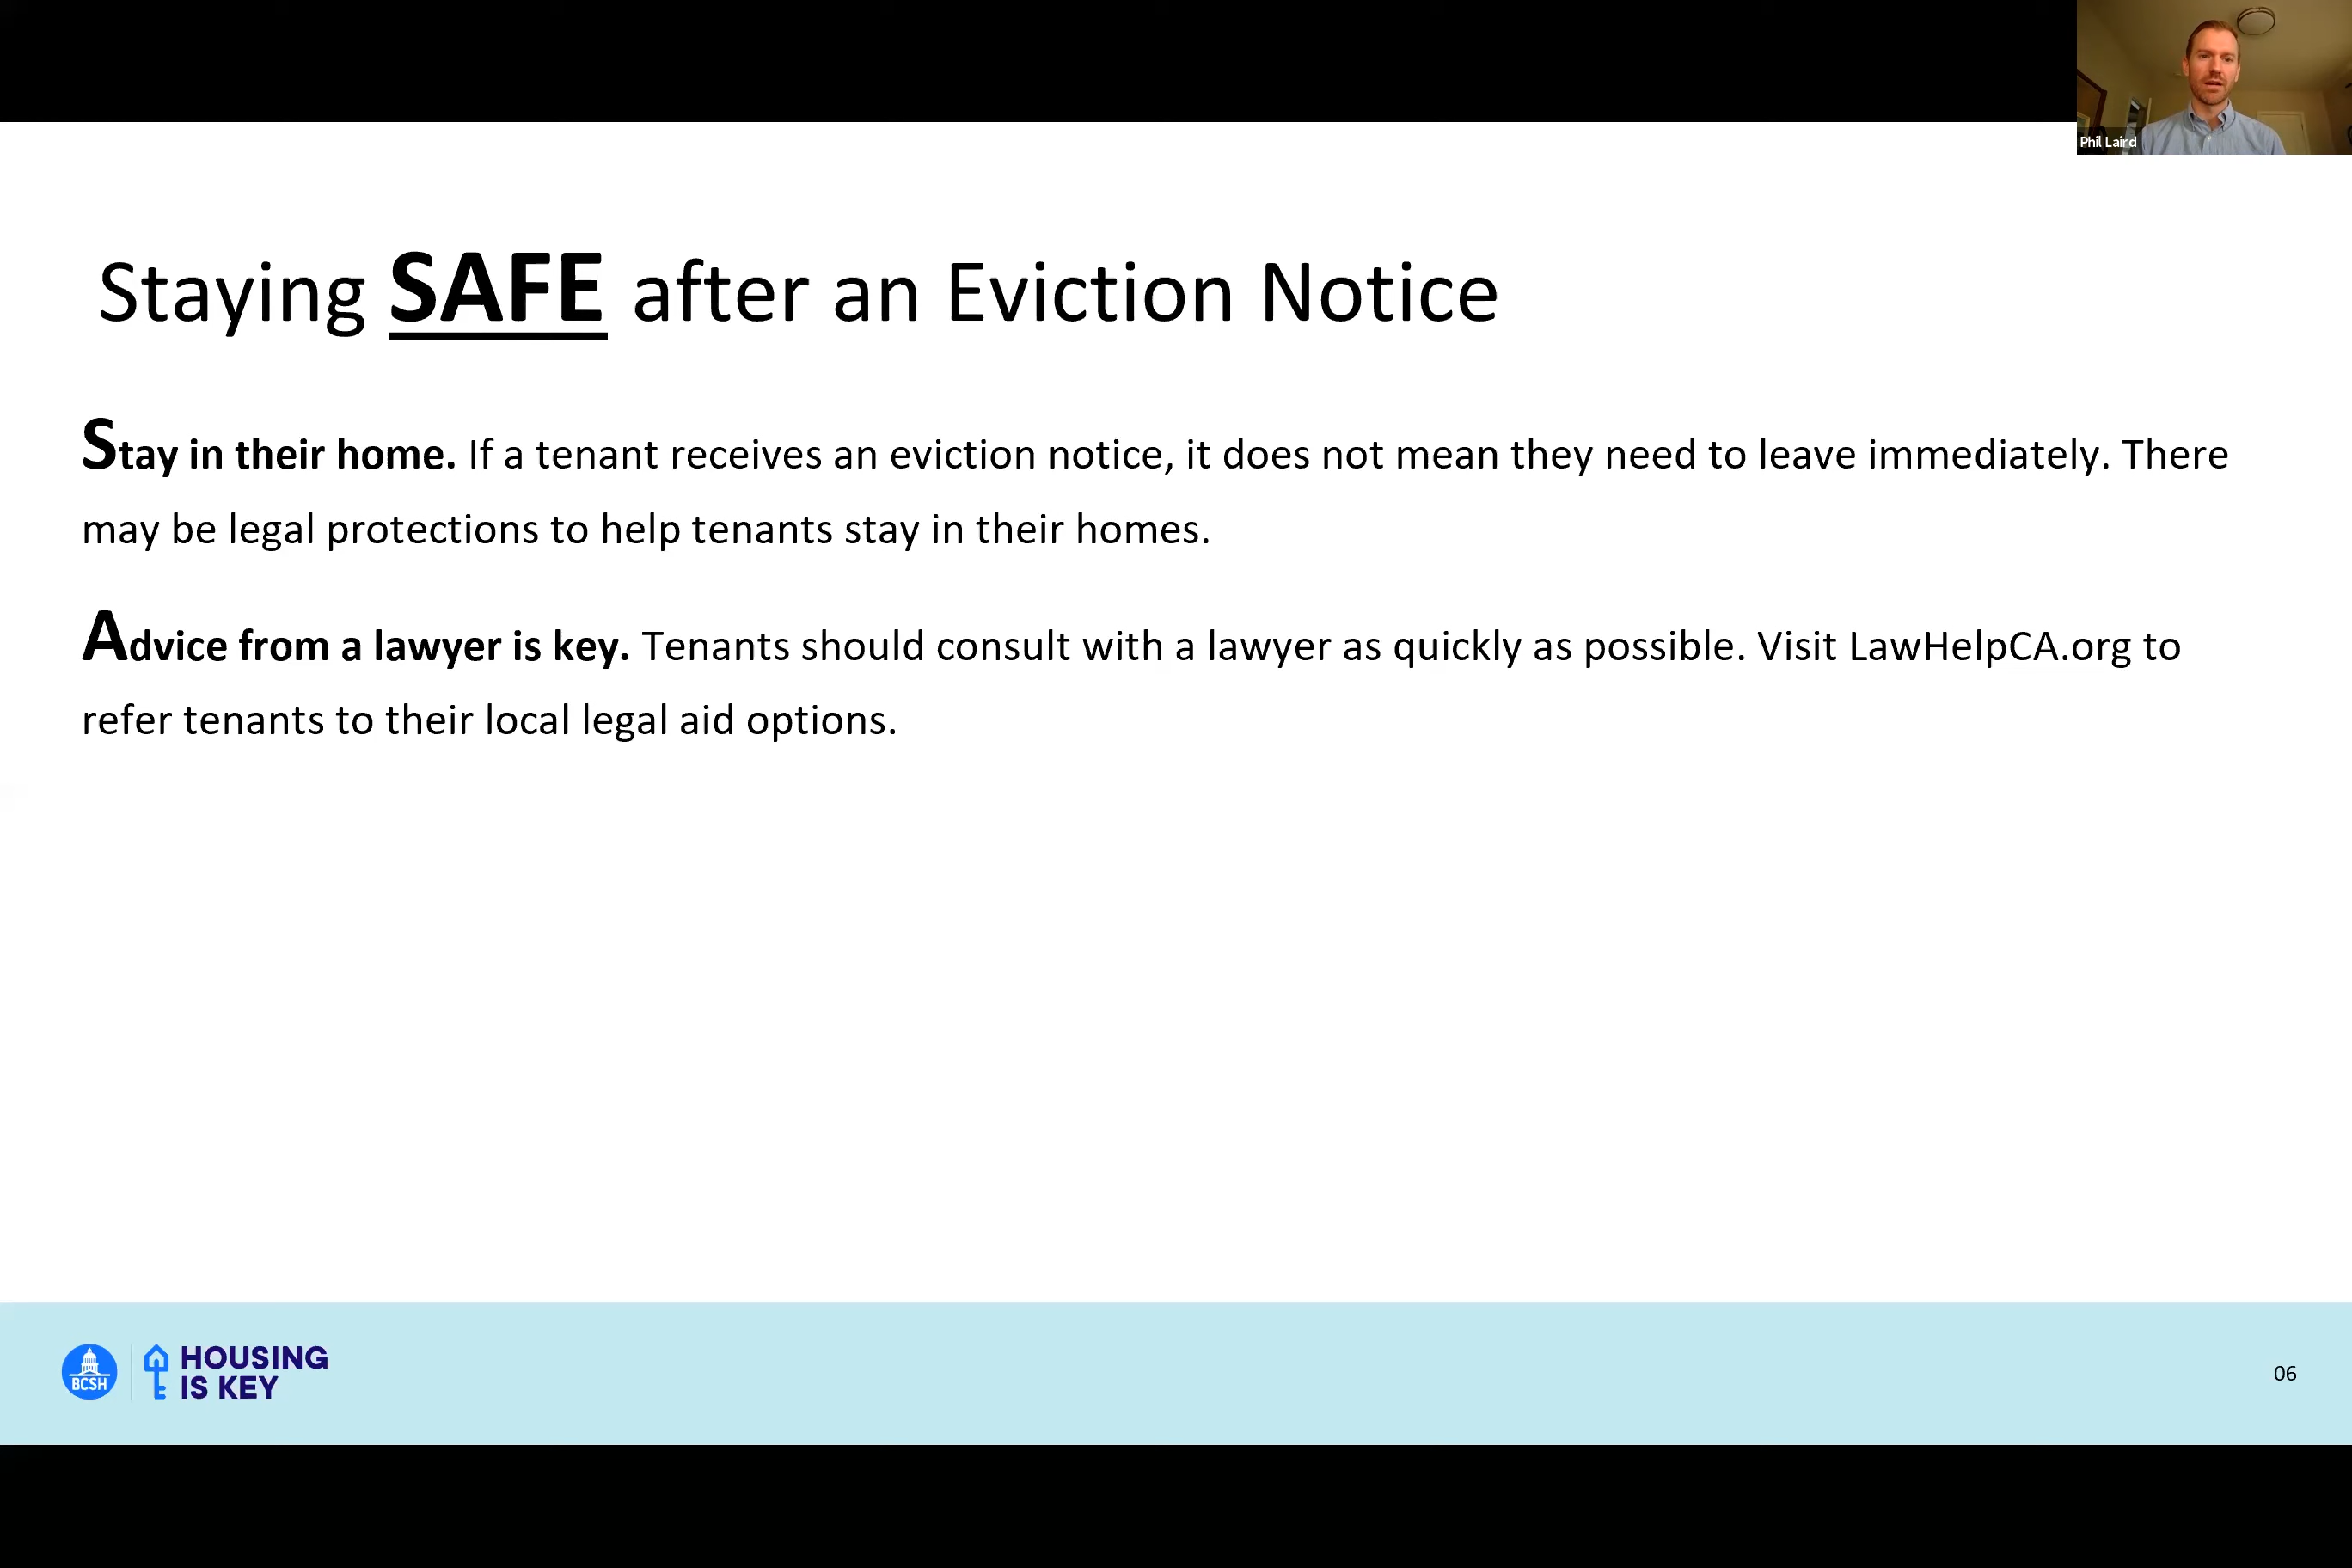 Phil Laird
Staying SAFE after an Eviction Notice
Stay in their home. If a tenant receives an eviction notice, it does not mean they need to leave immediately. There
may be legal protections to help tenants stay in their homes.
Advice from a lawyer is key. Tenants should consult with a lawyer as quickly as possible. Visit LawHelpCA.org to
refer tenants to their local legal aid options.
BCSH
HOUSING
IS KEY
06